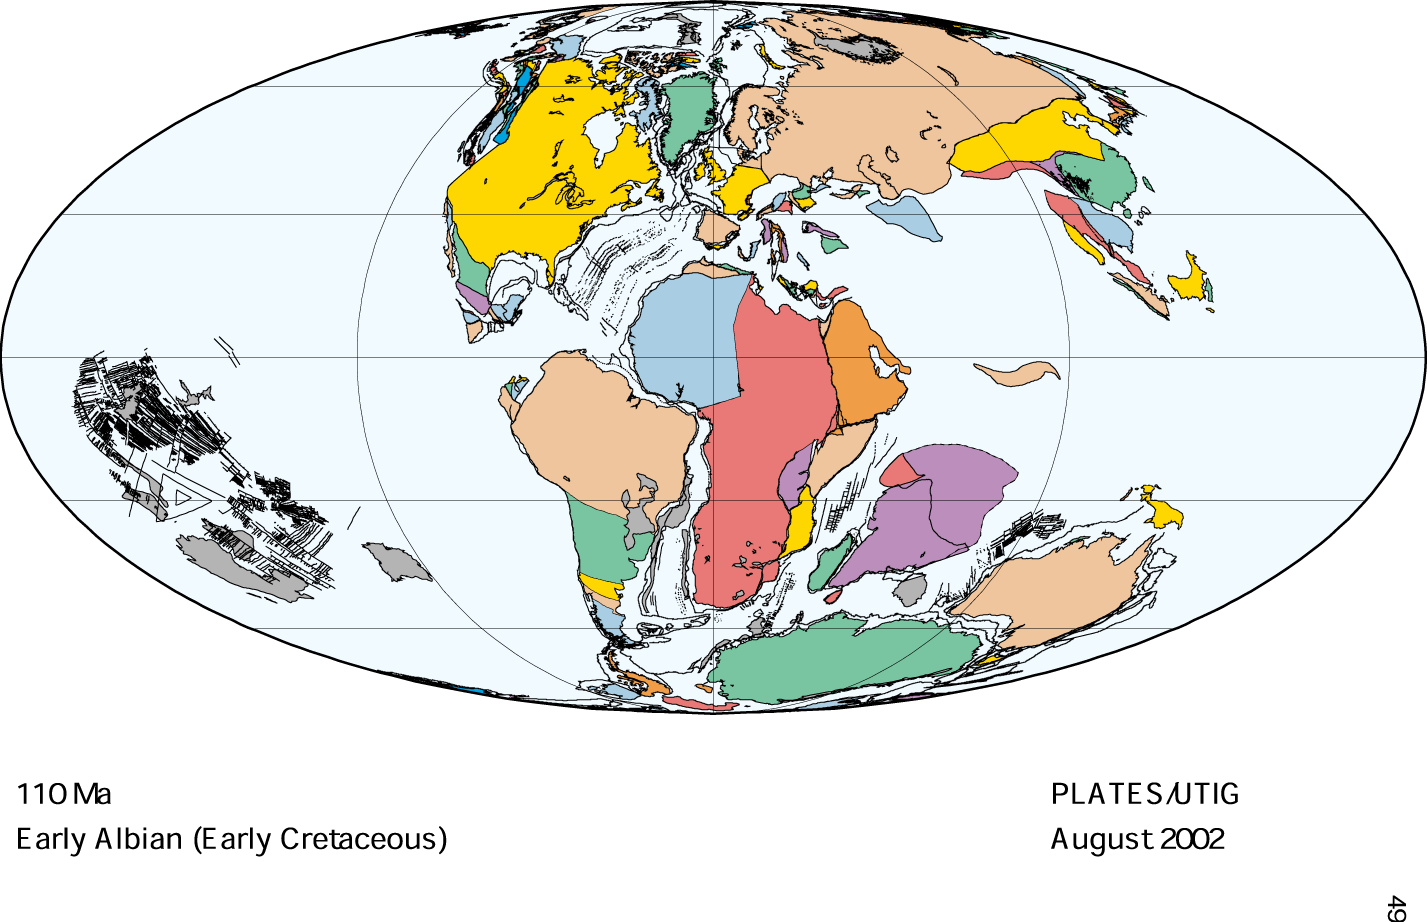 110 Ma
Early Albian (Early Cretaceous)
PLATES/UTIG
August 2002
49